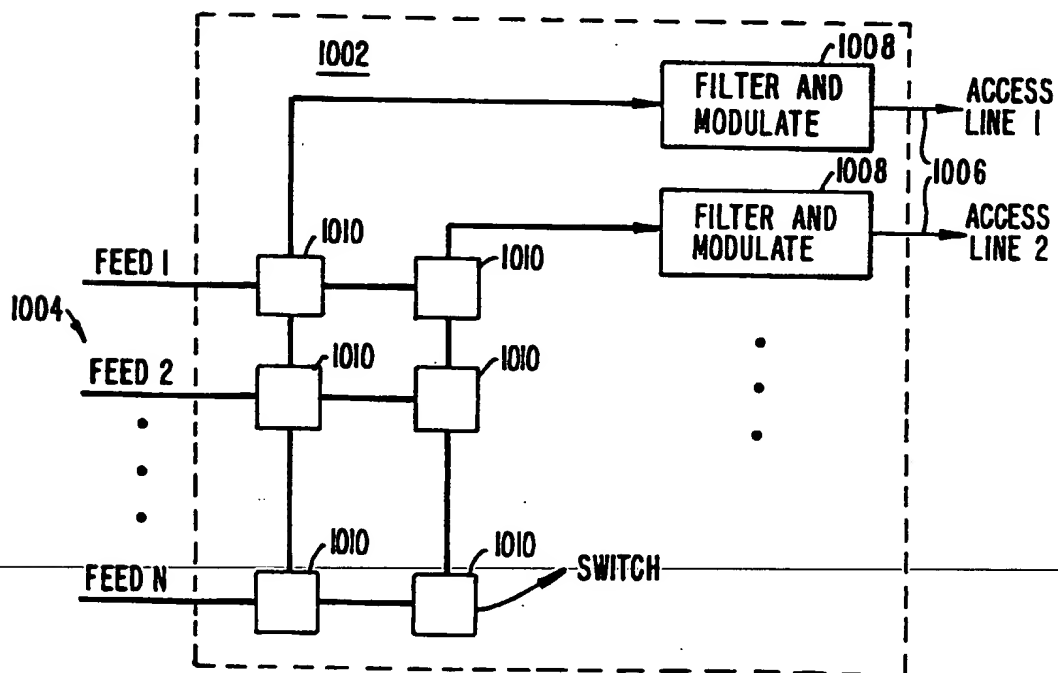 1002
1008
FILTER AND
MODULATE
ACCESS
LINE 1
1008
1006
FILTER AND
MODULATE
ACCESS
LINE 2
1010
1010
FEED 1
1004
1010
1010
FEED 2
1010
1010
SWITCH
FEED N